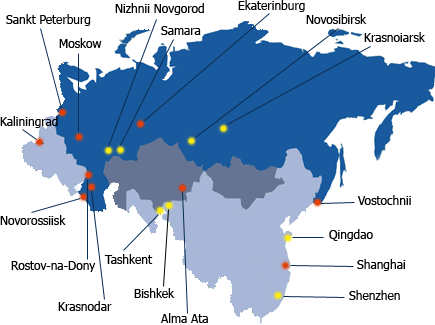 Ekaterinburg
Nizhnii Novgorod
Sankt Peterburg
Novosibirsk
Samara
Krasnoiarsk
Moskow
Kaliningrad
Vostochnii
Novorossiisk
Qingdao
Tashkent
Rostov-na-Dony
Shanghai
Bishkek
Shenzhen
Krasnodar
Alma Ata